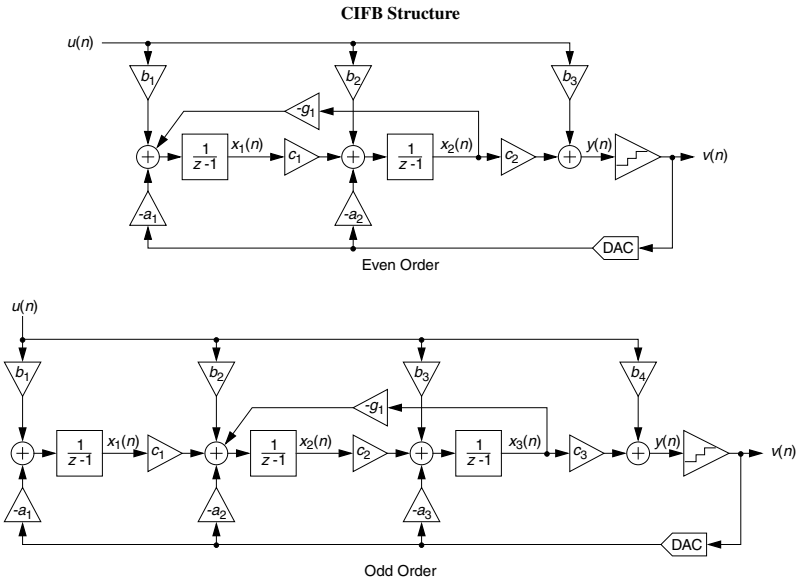 CIFB Structure
u(n)
b1 b2 b3
-g1
1/z-1 x1(n) c1 1/z-1 x2(n) c2 y(n) v(n)
-a1 -a2
DAC
Even Order
u(n)
b1 b2 b3 b4
-g1
1/z-1 x1(n) c1 1/z-1 x2(n) c2 1/z-1 x3(n) c3 y(n) v(n)
-a1 -a2 -a3
DAC
Odd Order